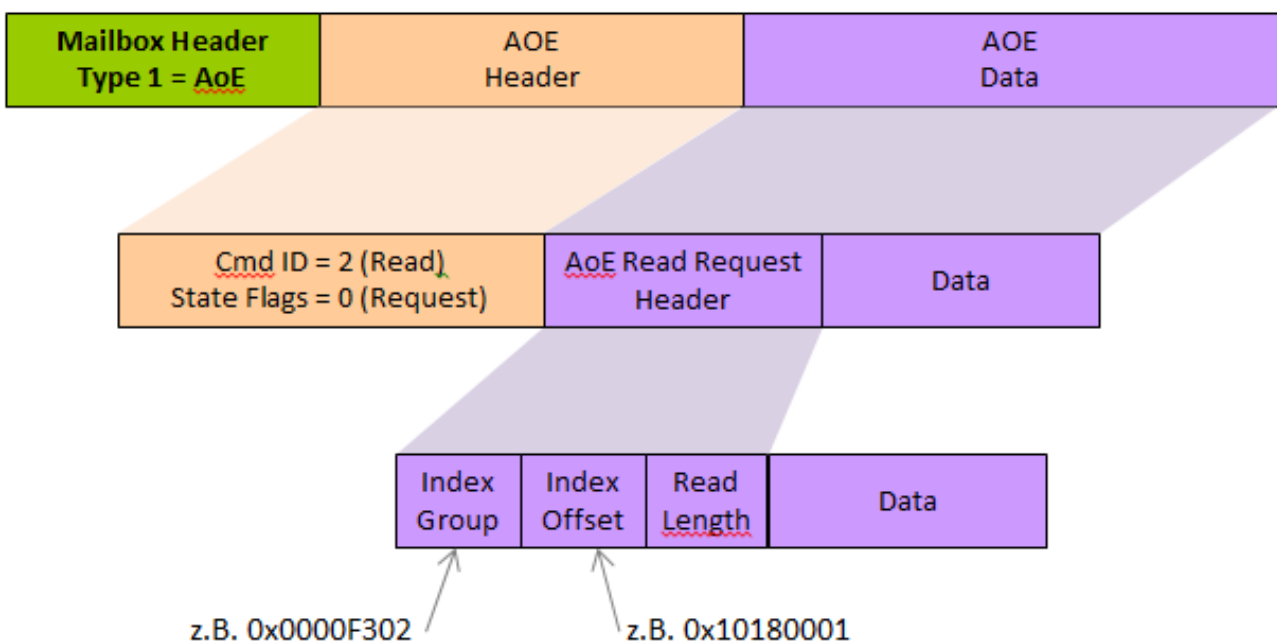 Mailbox Header
Type 1 = AoE
AOE
Header
AOE
Data
Cmd ID = 2 (Read)
State Flags = 0 (Request)
AoE Read Request
Header
Data
Index
Group
Index
Offset
Read
Length
Data
z.B. 0x0000F302
z.B. 0x10180001